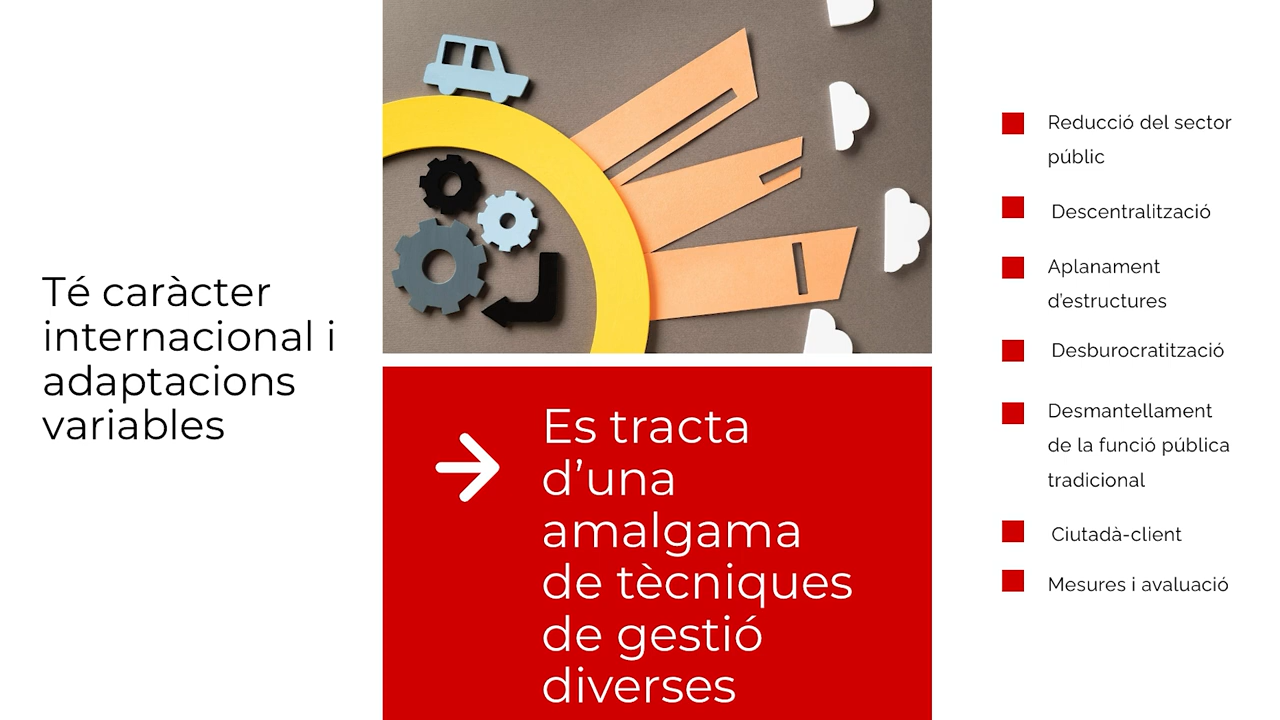 Té caràcter
internacional i
adaptacions
variables
Es tracta
d’una
amalgama
de tècniques
de gestió
diverses
Reducció del sector
públic
Descentralització
Aplanament
d’estructures
Desburocratització
Desmantellament
de la funció pública
tradicional
Ciutadà-client
Mesures i avaluació